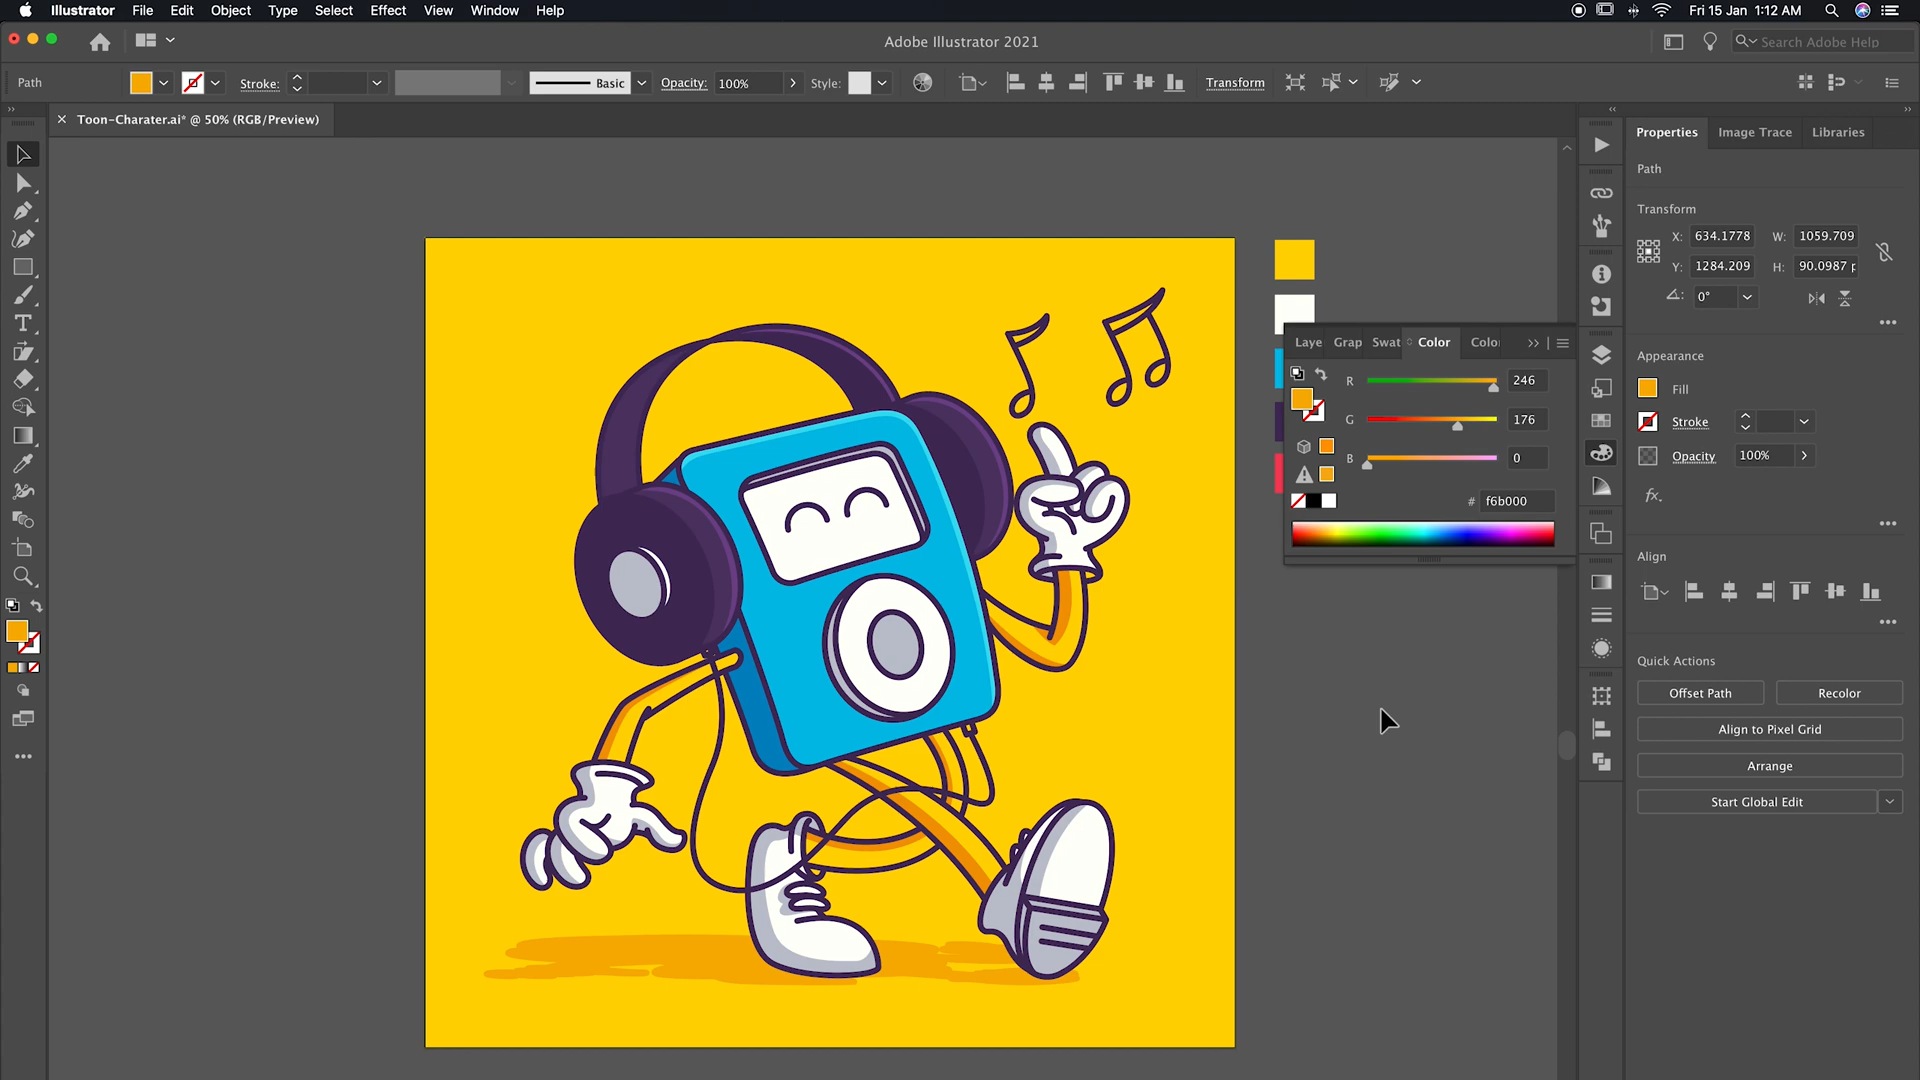 Illustrator File Edit Object Type Select Effect View Window Help Fri 15 Jan 1:12 AM
Adobe Illustrator 2021 Search Adobe Help
Path Stroke: Basic Opacity: 100% Style: Transform
Toon-Charater.ai* @ 50% (RGB/Preview)
Properties Image Trace Libraries
Path
Transform
X: 634.1778 W: 1059.709
Y: 1284.209 H: 90.0987 p
0°
Appearance
Fill
Stroke
Opacity 100%
fx.
Align
Quick Actions
Offset Path Recolor
Align to Pixel Grid
Arrange
Start Global Edit
Laye Grap Swat Color Colo
R 246
G 176
B 0
# f6b000